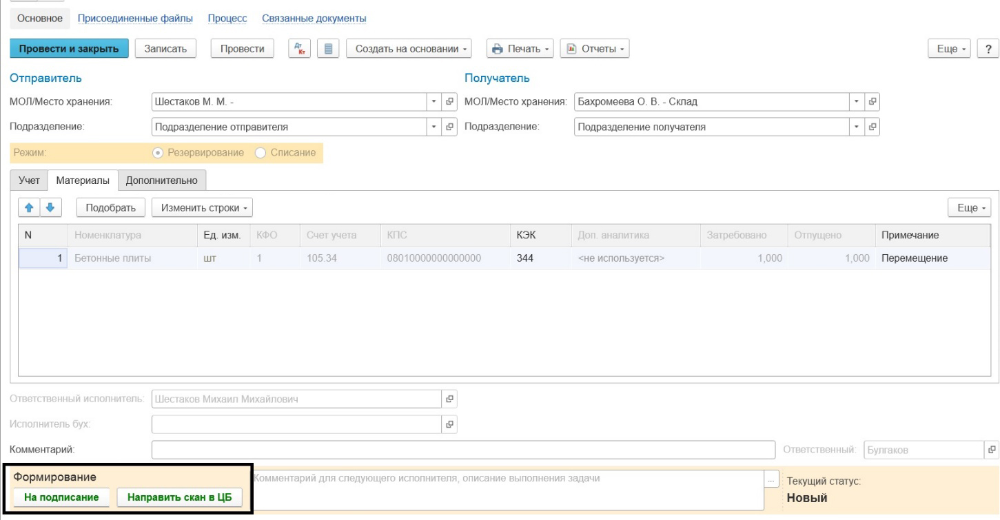 Основное Присоединенные файлы Процесс Связанные документы
Провести и закрыть Записать Провести Дт Кт Создать на основании Печать Отчеты Еще ?
Отправитель Получатель
МОЛ/Место хранения: Шестаков М. М. - МОЛ/Место хранения: Бахромеева О. В. - Склад
Подразделение: Подразделение отправителя Подразделение: Подразделение получателя
Режим: Резервирование Списание
Учет Материалы Дополнительно
Подобрать Изменить строки Еще
N Номенклатура Ед. изм. КФО Счет учета КПС КЭК Доп. аналитика Затребовано Отпущено Примечание
1 Бетонные плиты шт 1 105.34 08010000000000000 344 <не используется> 1,000 1,000 Перемещение
Ответственный исполнитель: Шестаков Михаил Михайлович
Исполнитель бух:
Комментарий: Ответственный: Булгаков
Формирование Комментарий для следующего исполнителя, описание выполнения задачи ... Текущий статус:
На подписание Направить скан в ЦБ Новый